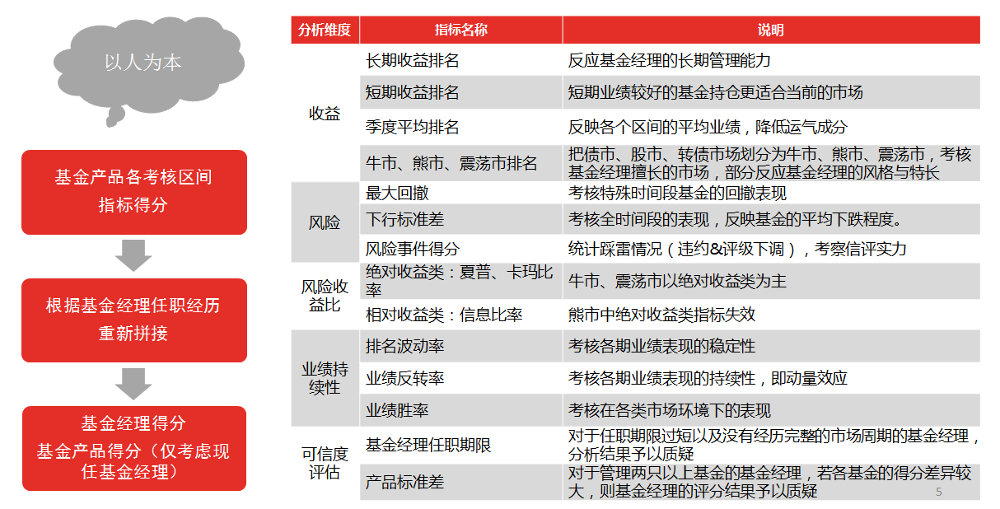 以人为本
基金产品各考核区间
指标得分
根据基金经理任职经历
重新拼接
基金经理得分
基金产品得分（仅考虑现
任基金经理）
分析维度 指标名称 说明
收益
长期收益排名 反应基金经理的长期管理能力
短期收益排名 短期业绩较好的基金持仓更适合当前的市场
季度平均排名 反映各个区间的平均业绩，降低运气成分
牛市、熊市、震荡市排名 把债市、股市、转债市场划分为牛市、熊市、震荡市，考核
基金经理擅长的市场，部分反应基金经理的风格与特长
风险
最大回撤 考核特殊时间段基金的回撤表现
下行标准差 考核全时间段的表现，反映基金的平均下跌程度。
风险事件得分 统计踩雷情况（违约&评级下调），考察信评实力
风险收
益比
绝对收益类：夏普、卡玛比
率
牛市、震荡市以绝对收益类为主
相对收益类：信息比率 熊市中绝对收益类指标失效
业绩持
续性
排名波动率 考核各期业绩表现的稳定性
业绩反转率 考核各期业绩表现的持续性，即动量效应
业绩胜率 考核在各类市场环境下的表现
可信度
评估
基金经理任职期限 对于任职期限过短以及没有经历完整的市场周期的基金经理，
分析结果予以质疑
产品标准差 对于管理两只以上基金的基金经理，若各基金的得分差异较
大，则基金经理的评分结果予以质疑
5